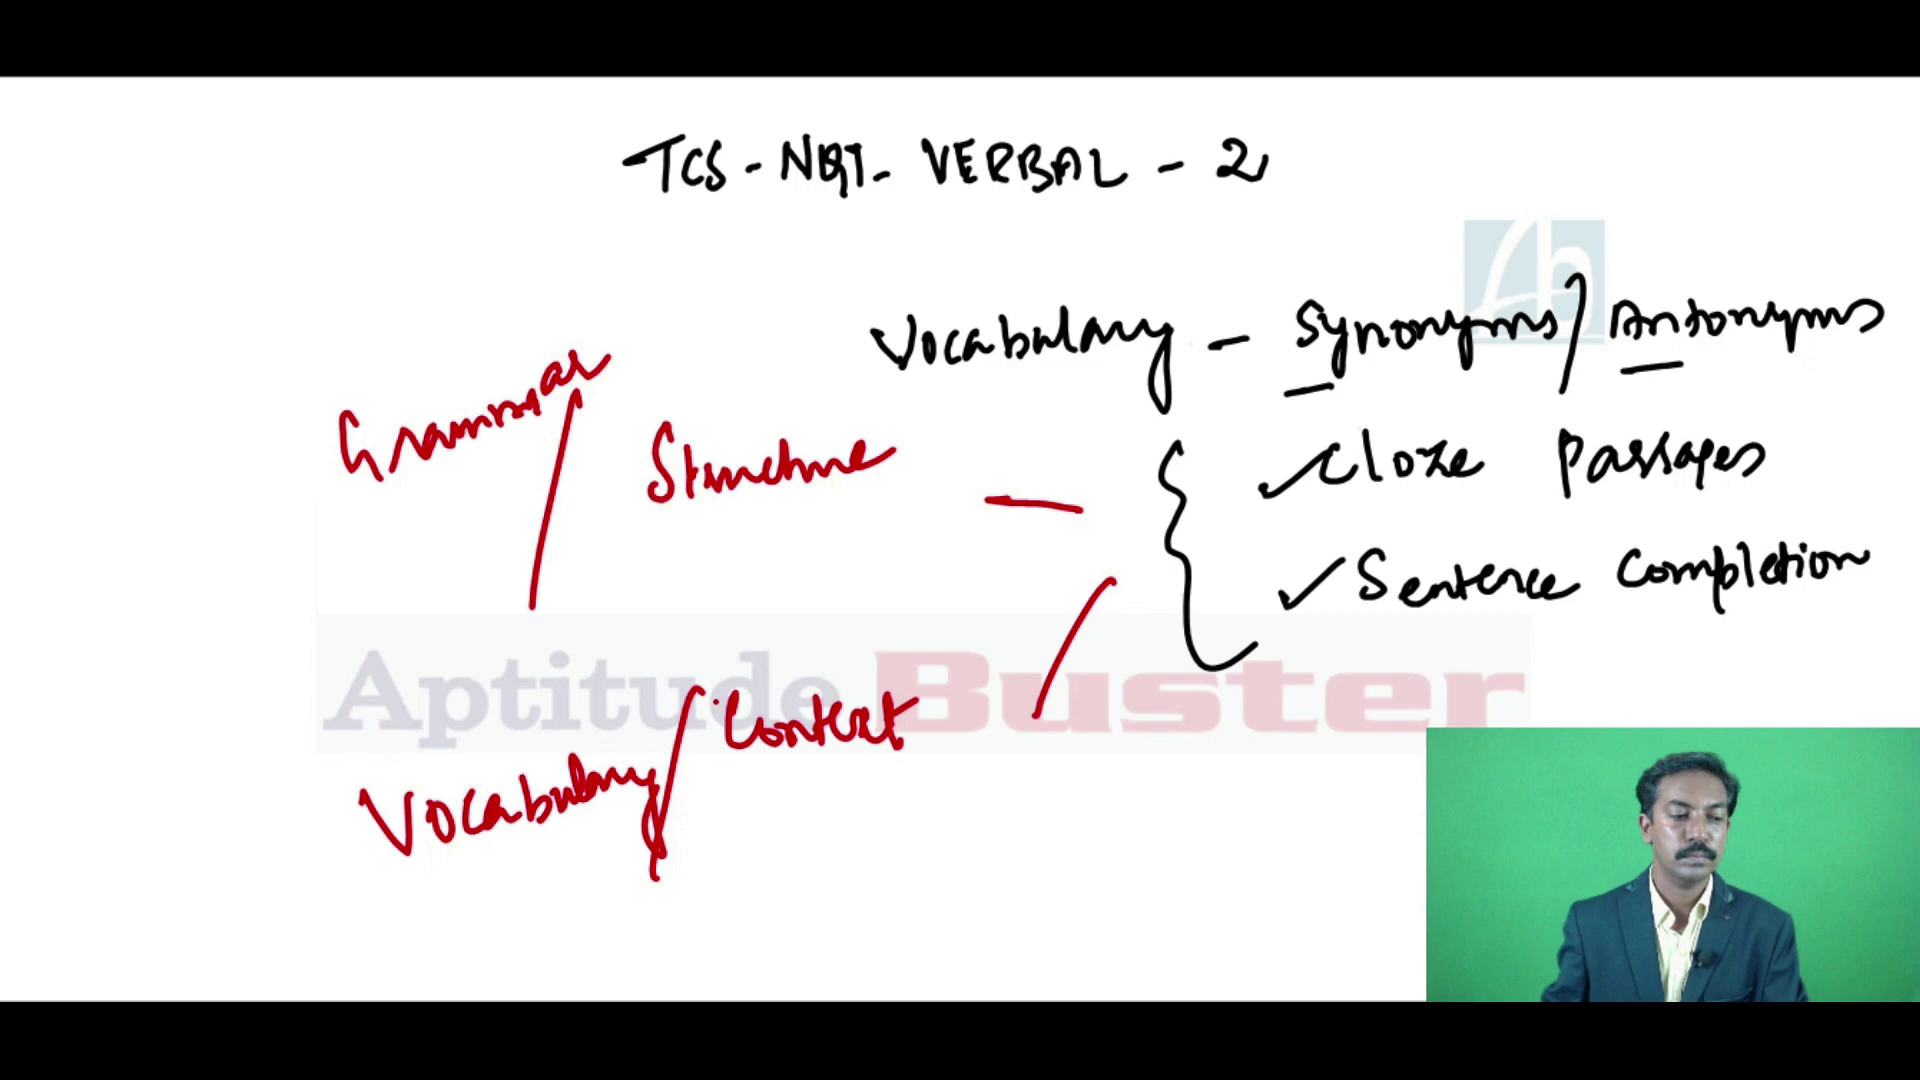 TCS - NQT - VERBAL - 2
Vocabulary - Synonyms / Antonyms
Grammar / Structure
Cloze Passages
Sentence Completion
Aptitude Buster
Vocabulary / Context